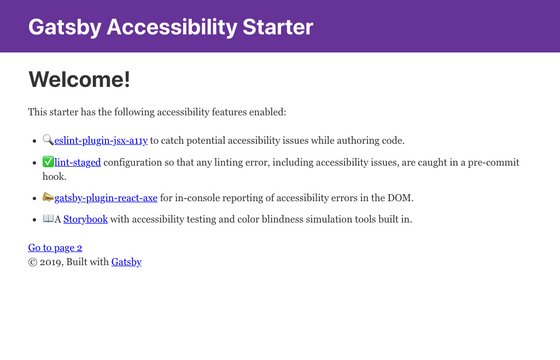 Gatsby Accessibility Starter
Welcome!
This starter has the following accessibility features enabled:
🔍eslint-plugin-jsx-a11y to catch potential accessibility issues while authoring code.
✅lint-staged configuration so that any linting error, including accessibility issues, are caught in a pre-commit
hook.
📣gatsby-plugin-react-axe for in-console reporting of accessibility errors in the DOM.
📖A Storybook with accessibility testing and color blindness simulation tools built in.
Go to page 2
© 2019, Built with Gatsby